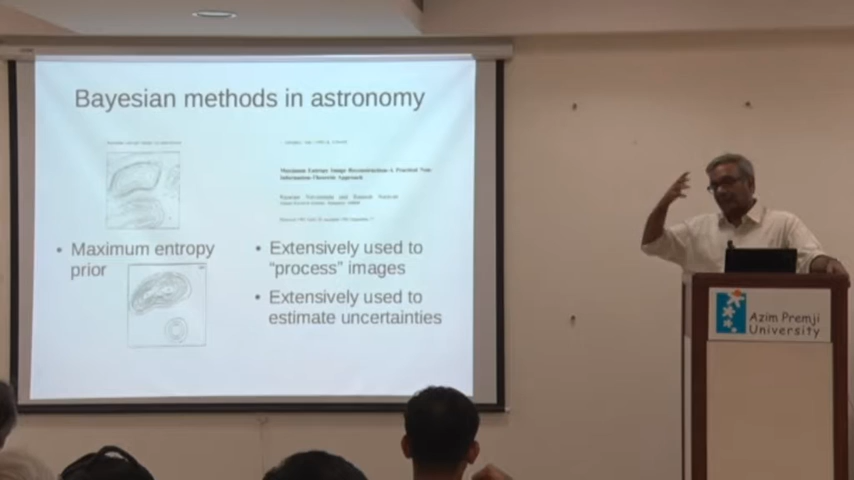 Bayesian methods in astronomy
Maximum Entropy Image Reconstruction-A Practical Non-
Information-Theoretic Approach
• Maximum entropy
prior
• Extensively used to
“process” images
• Extensively used to
estimate uncertainties
Azim Premji
University